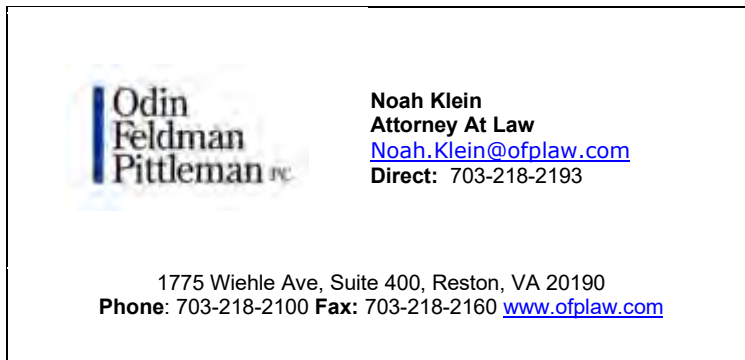 Odin
Feldman
Pittleman PC
Noah Klein
Attorney At Law
Noah.Klein@ofplaw.com
Direct: 703-218-2193
1775 Wiehle Ave, Suite 400, Reston, VA 20190
Phone: 703-218-2100 Fax: 703-218-2160 www.ofplaw.com